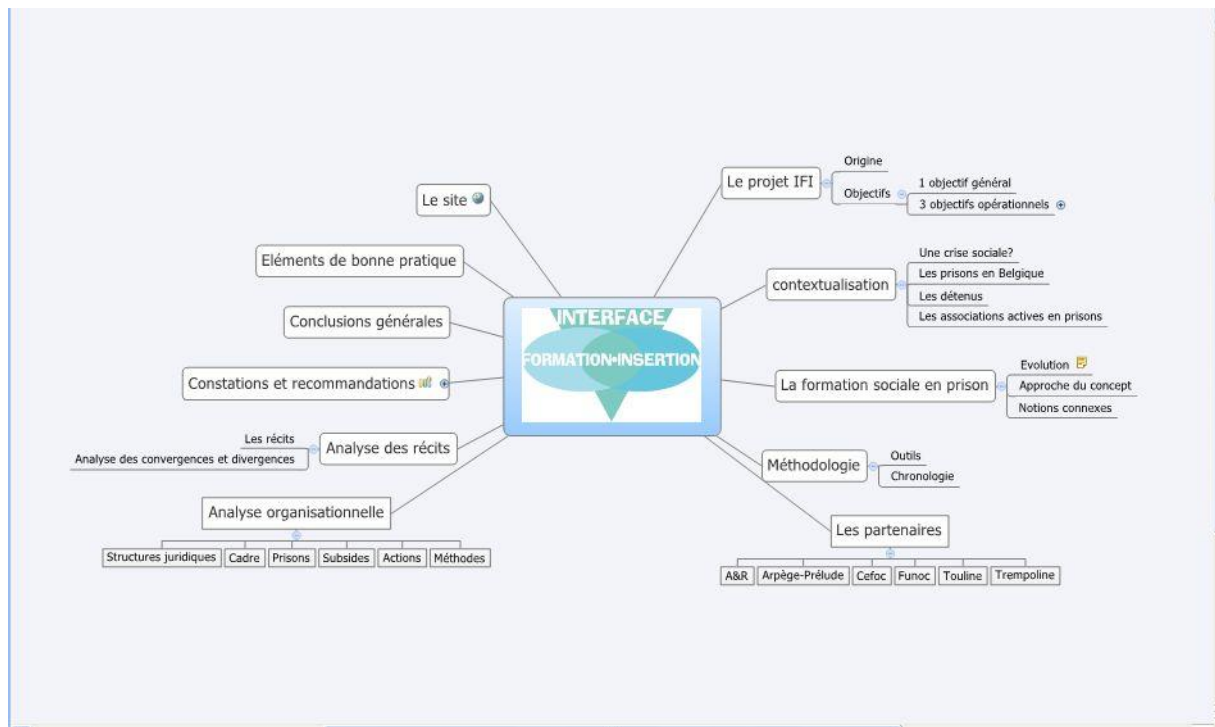 INTERFACE
FORMATION•INSERTION
Le projet IFI
Origine
Objectifs
1 objectif général
3 objectifs opérationnels
contextualisation
Une crise sociale?
Les prisons en Belgique
Les détenus
Les associations actives en prisons
La formation sociale en prison
Evolution
Approche du concept
Notions connexes
Méthodologie
Outils
Chronologie
Les partenaires
A&R
Arpège-Prélude
Cefoc
Funoc
Touline
Trempoline
Le site
Eléments de bonne pratique
Conclusions générales
Constations et recommandations
Analyse des récits
Les récits
Analyse des convergences et divergences
Analyse organisationnelle
Structures juridiques
Cadre
Prisons
Subsides
Actions
Méthodes